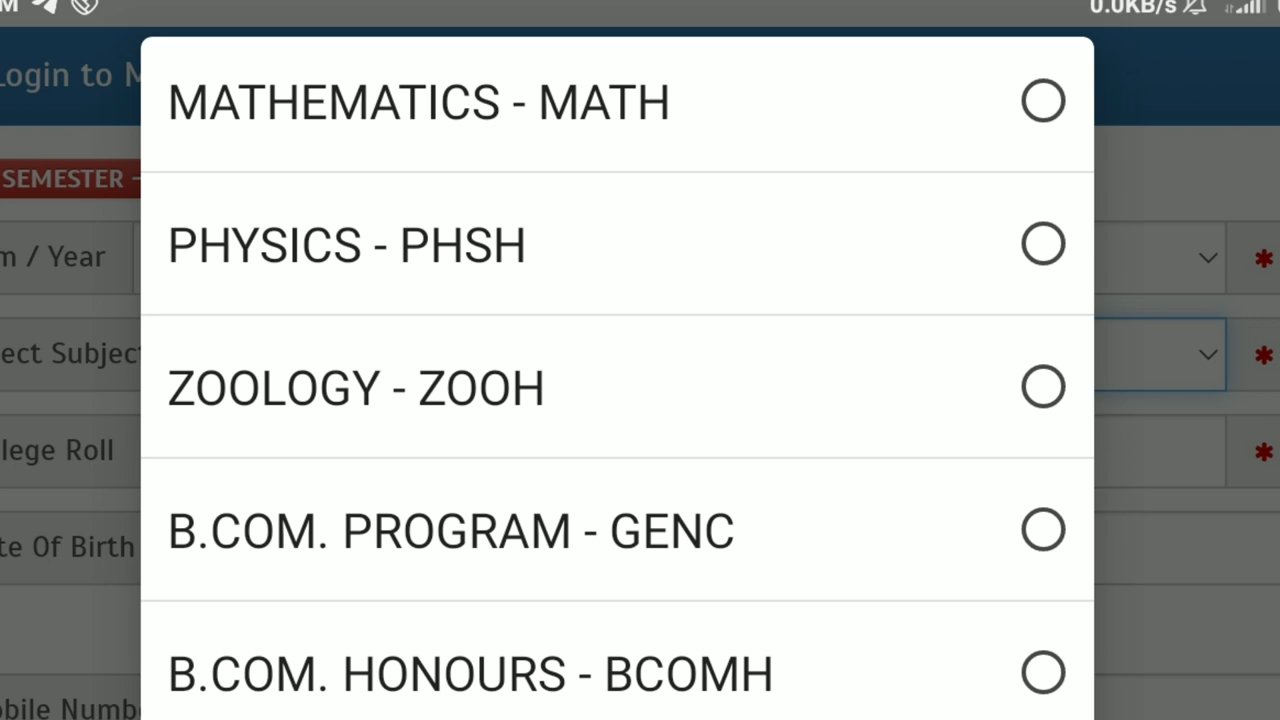 0.0KB/s
Login to M
SEMESTER -
MATHEMATICS - MATH
PHYSICS - PHSH
ZOOLOGY - ZOOH
B.COM. PROGRAM - GENC
B.COM. HONOURS - BCOMH
m / Year
ect Subject
lege Roll
te Of Birth
obile Numb